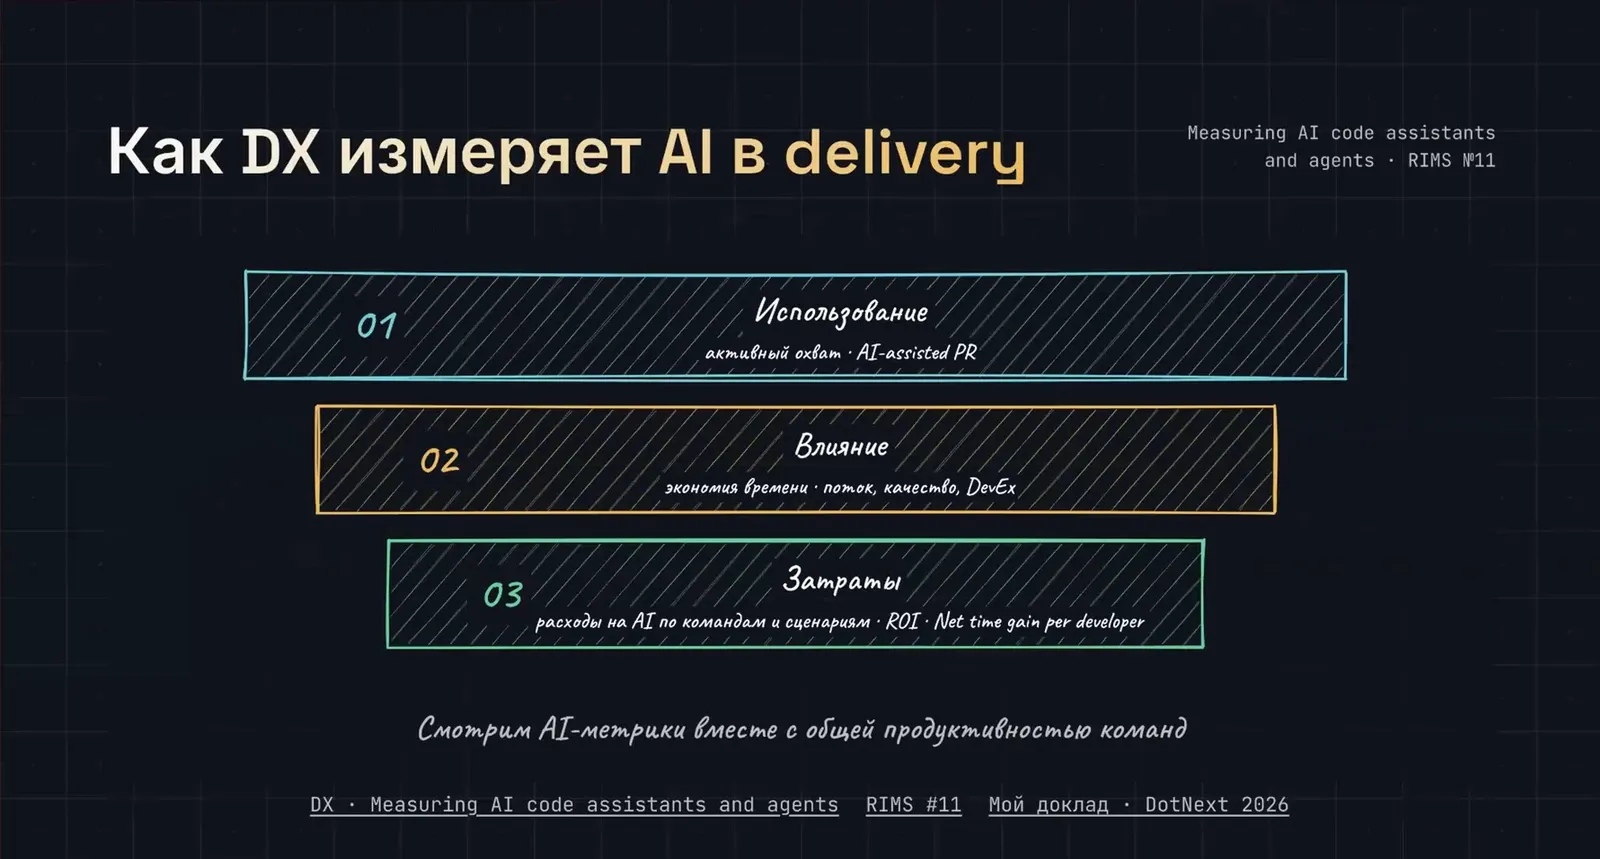 Как DX измеряет AI в delivery
Measuring AI code assistants
and agents · RIMS №11
01
Использование
активный охват · AI-assisted PR
02
Влияние
экономия времени · поток, качество, DevEx
03
Затраты
расходы на AI по командам и сценариям · ROI · Net time gain per developer
Смотрим AI-метрики вместе с общей продуктивностью команд
DX · Measuring AI code assistants and agents RIMS #11 Мой доклад · DotNext 2026